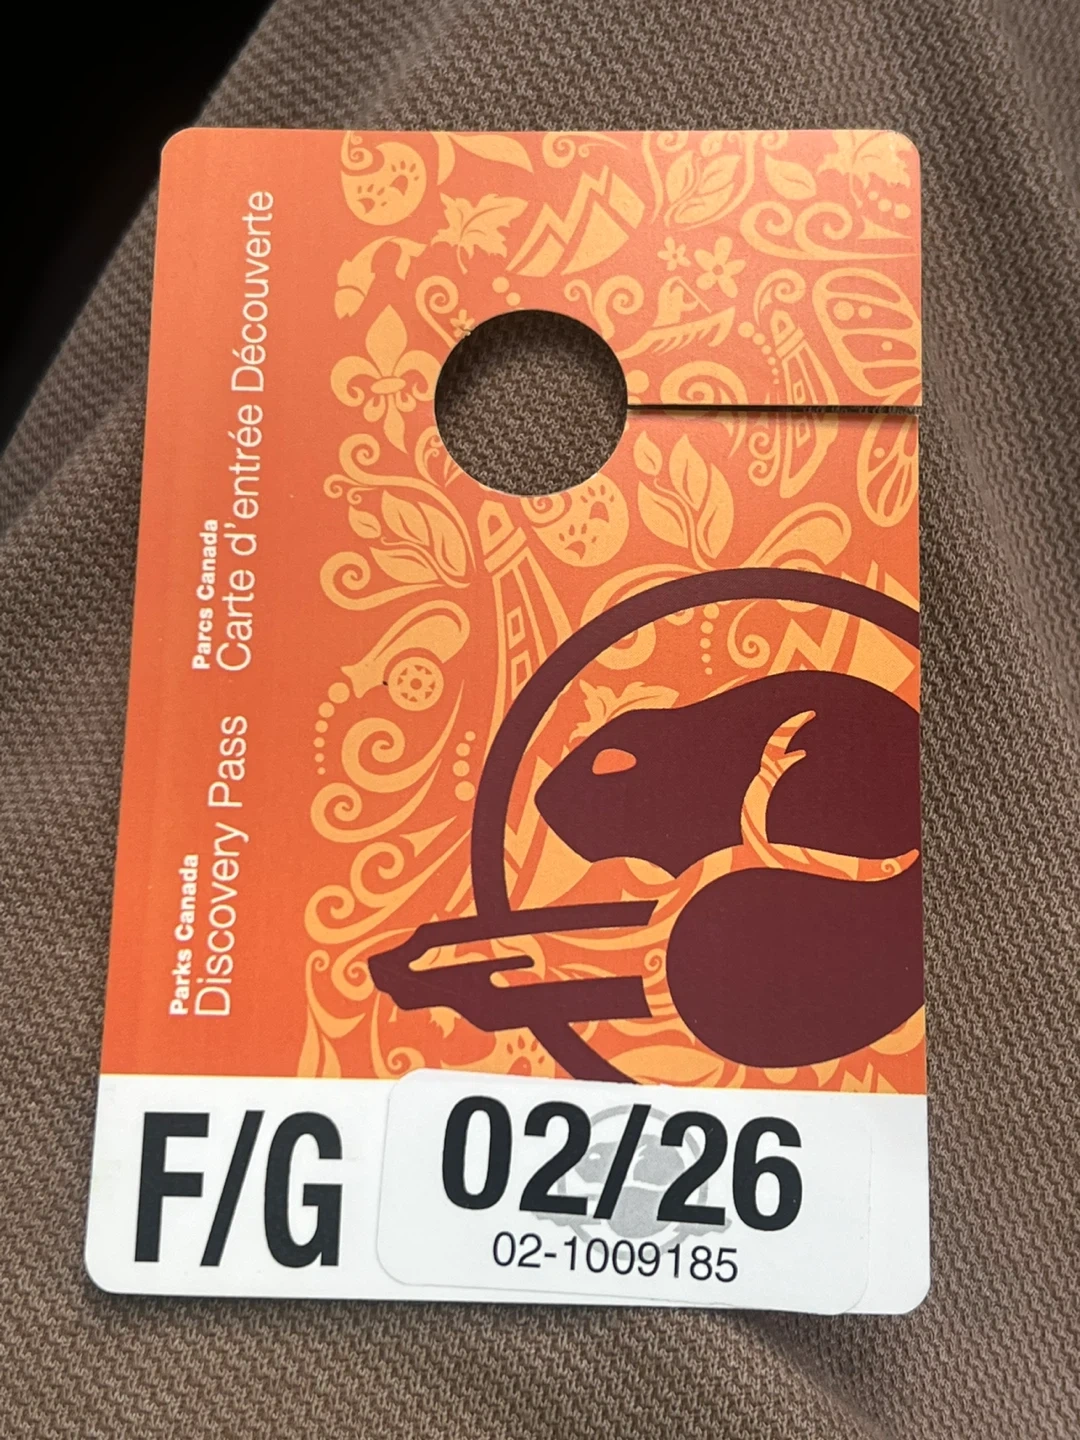 Parks Canada
Discovery Pass
Parcs Canada
Carte d'entrée Découverte
F/G
02/26
02-1009185